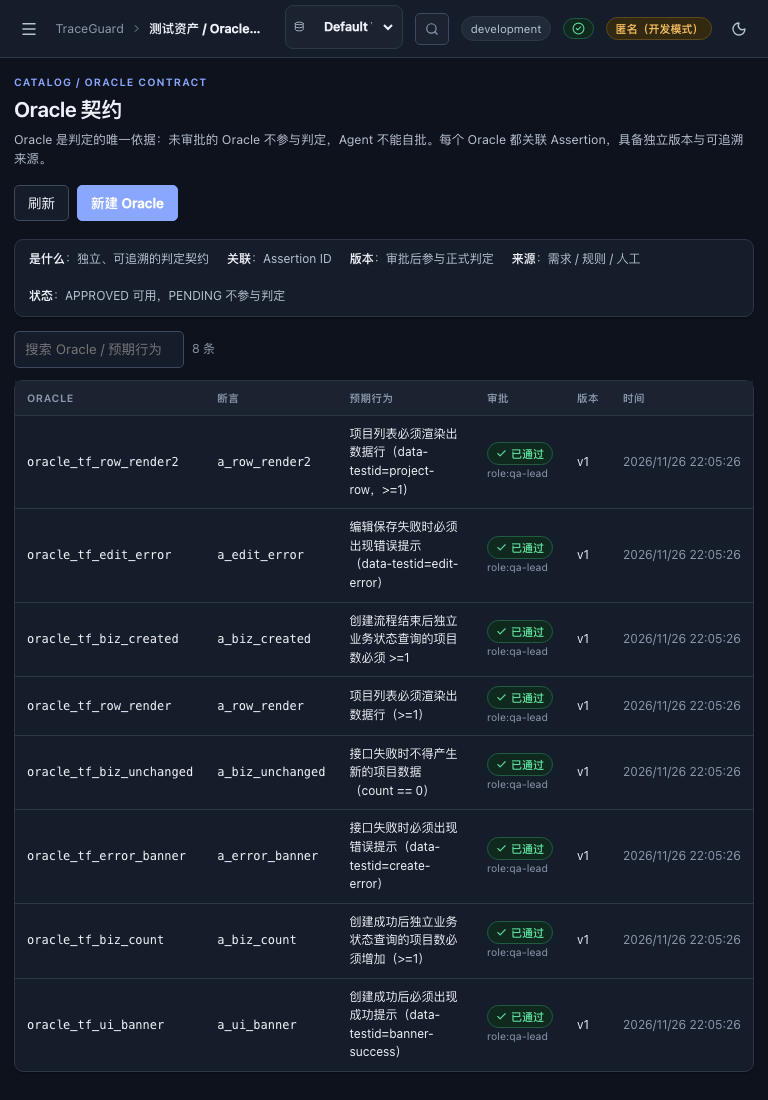 TraceGuard > 测试资产 / Oracle...
Default
development
匿名（开发模式）
CATALOG / ORACLE CONTRACT
Oracle 契约
Oracle 是判定的唯一依据：未审批的 Oracle 不参与判定，Agent 不能自批。每个 Oracle 都关联 Assertion，具备独立版本与可追溯
来源。
刷新
新建 Oracle
是什么：独立、可追溯的判定契约 关联：Assertion ID 版本：审批后参与正式判定 来源：需求 / 规则 / 人工
状态：APPROVED 可用，PENDING 不参与判定
搜索 Oracle / 预期行为
8 条
ORACLE 断言 预期行为 审批 版本 时间
oracle_tf_row_render2
a_row_render2
项目列表必须渲染出
数据行（data-
testid=project-
row，>=1）
已通过
role:qa-lead
v1
2026/11/26 22:05:26
oracle_tf_edit_error
a_edit_error
编辑保存失败时必须
出现错误提示
（data-testid=edit-
error）
已通过
role:qa-lead
v1
2026/11/26 22:05:26
oracle_tf_biz_created
a_biz_created
创建流程结束后独立
业务状态查询的项目
数必须 >=1
已通过
role:qa-lead
v1
2026/11/26 22:05:26
oracle_tf_row_render
a_row_render
项目列表必须渲染出
数据行（>=1）
已通过
role:qa-lead
v1
2026/11/26 22:05:26
oracle_tf_biz_unchanged
a_biz_unchanged
接口失败时不得产生
新的项目数据
（count == 0）
已通过
role:qa-lead
v1
2026/11/26 22:05:26
oracle_tf_error_banner
a_error_banner
接口失败时必须出现
错误提示（data-
testid=create-
error）
已通过
role:qa-lead
v1
2026/11/26 22:05:26
oracle_tf_biz_count
a_biz_count
创建成功后独立业务
状态查询的项目数必
须增加（>=1）
已通过
role:qa-lead
v1
2026/11/26 22:05:26
oracle_tf_ui_banner
a_ui_banner
创建成功后必须出现
成功提示（data-
testid=banner-
success）
已通过
role:qa-lead
v1
2026/11/26 22:05:26